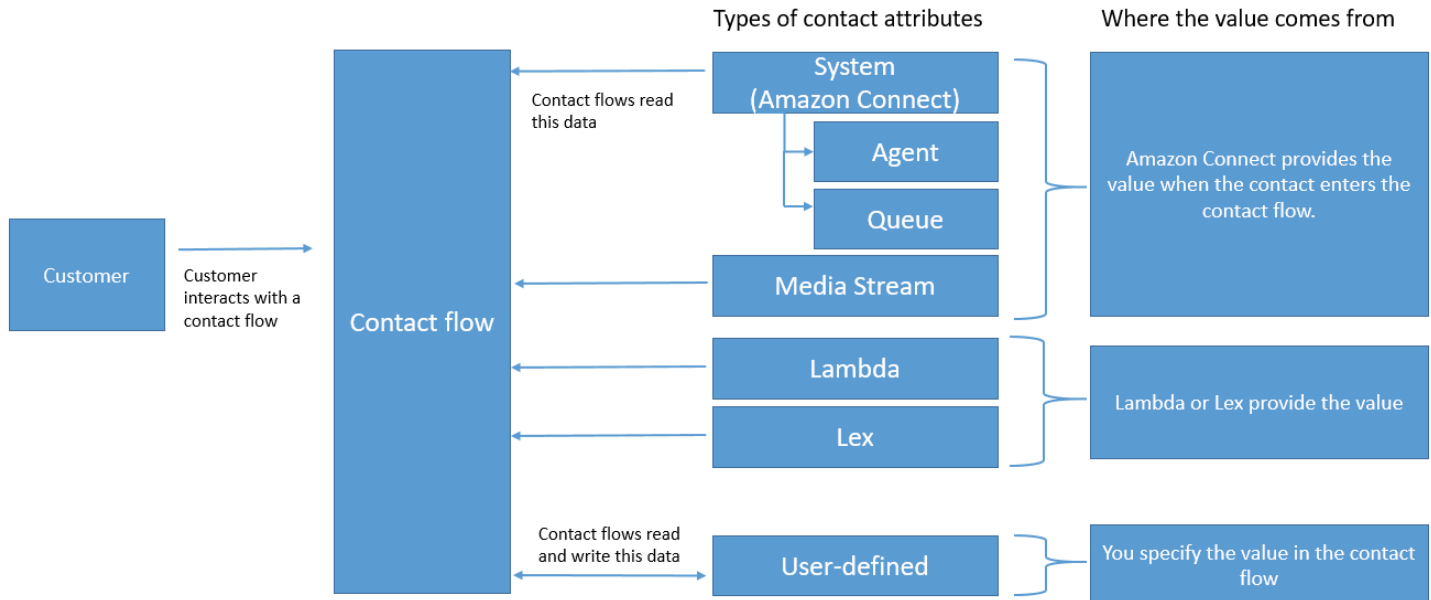 Types of contact attributes
Where the value comes from
System
(Amazon Connect)
Contact flows read
this data
Agent
Queue
Amazon Connect provides the
value when the contact enters the
contact flow.
Customer
Customer
interacts with a
contact flow
Media Stream
Contact flow
Lambda
Lex
Lambda or Lex provide the value
Contact flows read
and write this data
User-defined
You specify the value in the contact
flow